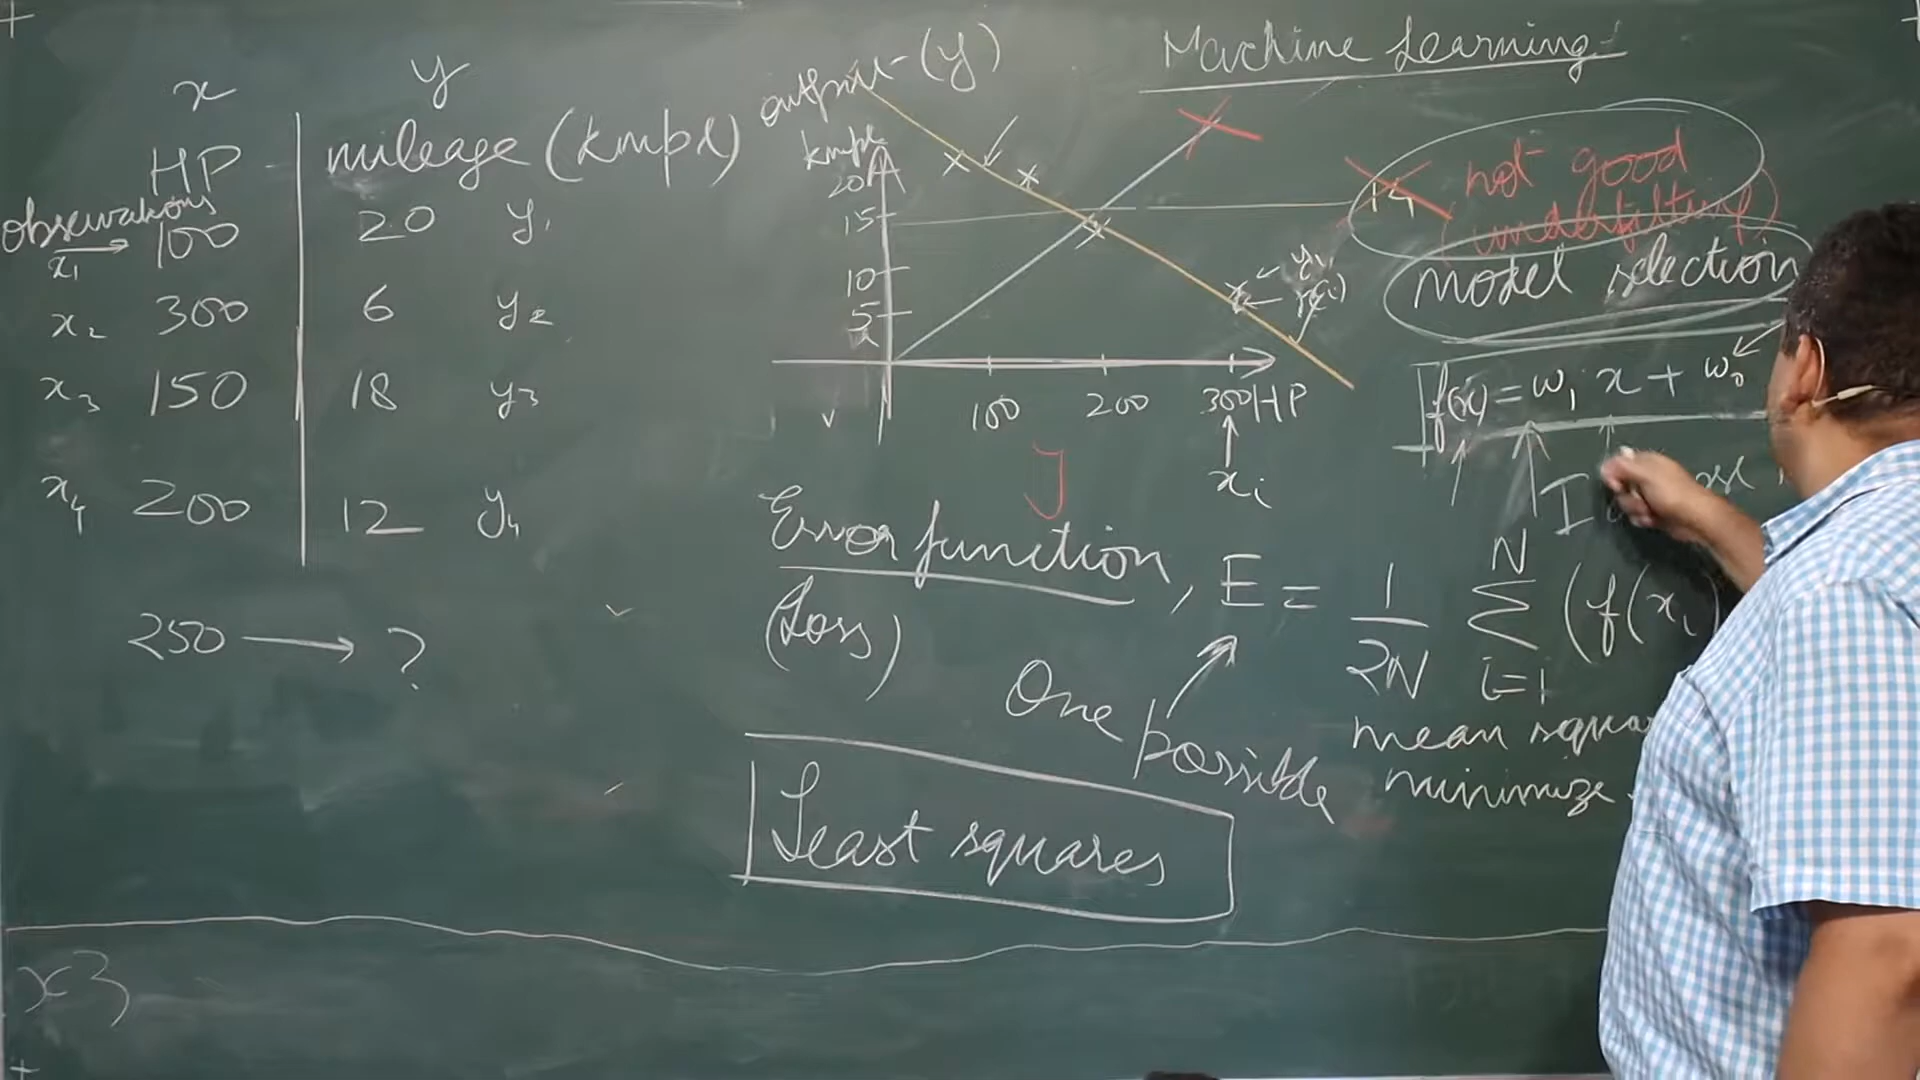 Machine Learning
x y
HP mileage (kmpl)
observations
x₁ 100 20 y₁
x₂ 300 6 y₂
x₃ 150 18 y₃
x₄ 200 12 y₄
250 → ?
output (y)
kmpl
20
15
10
5
100 200 300 HP
xᵢ
14
not good
(underfitting)
model selection
f(x) = w₁ x + w₀
J
Error function, E = 1/2N Σ i=1 N (f(xᵢ)
(Loss)
One possible
mean squa
minimize
Least squares